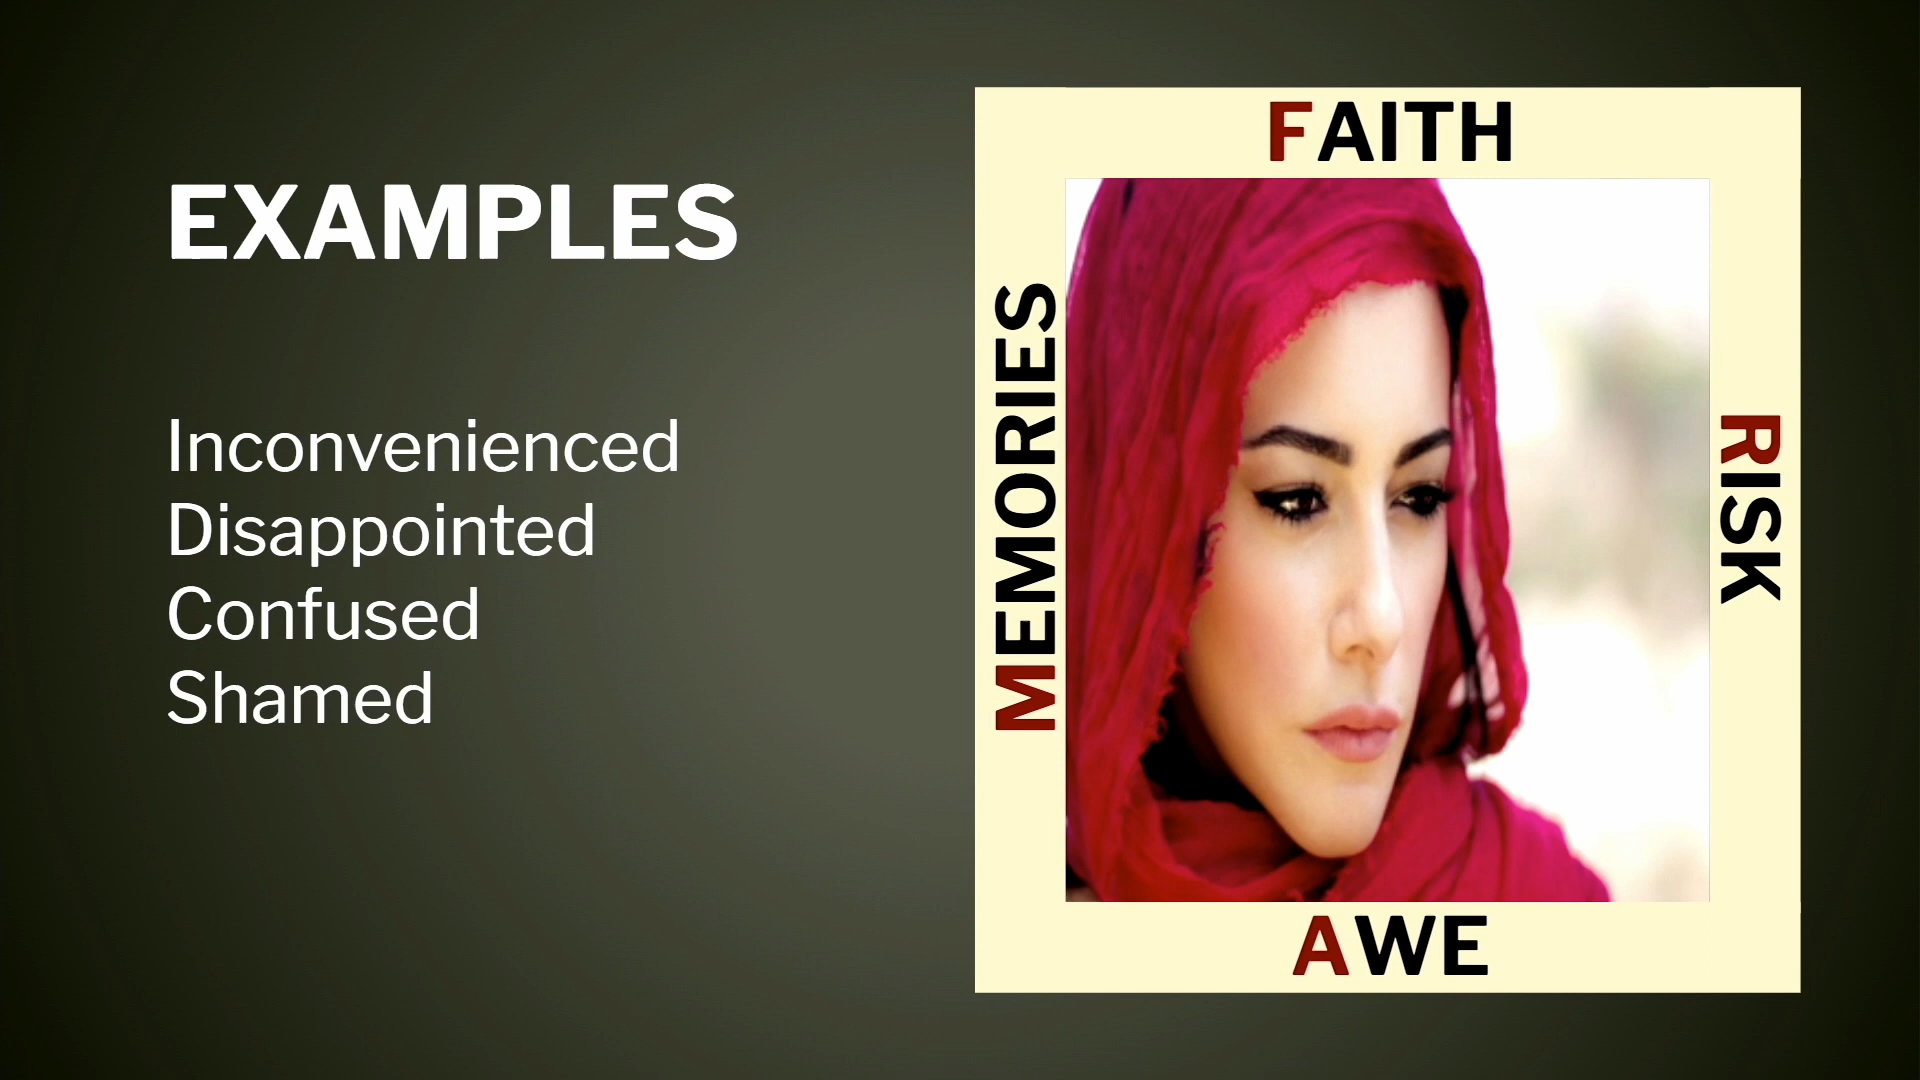 EXAMPLES
Inconvenienced
Disappointed
Confused
Shamed
FAITH
RISK
AWE
MEMORIES